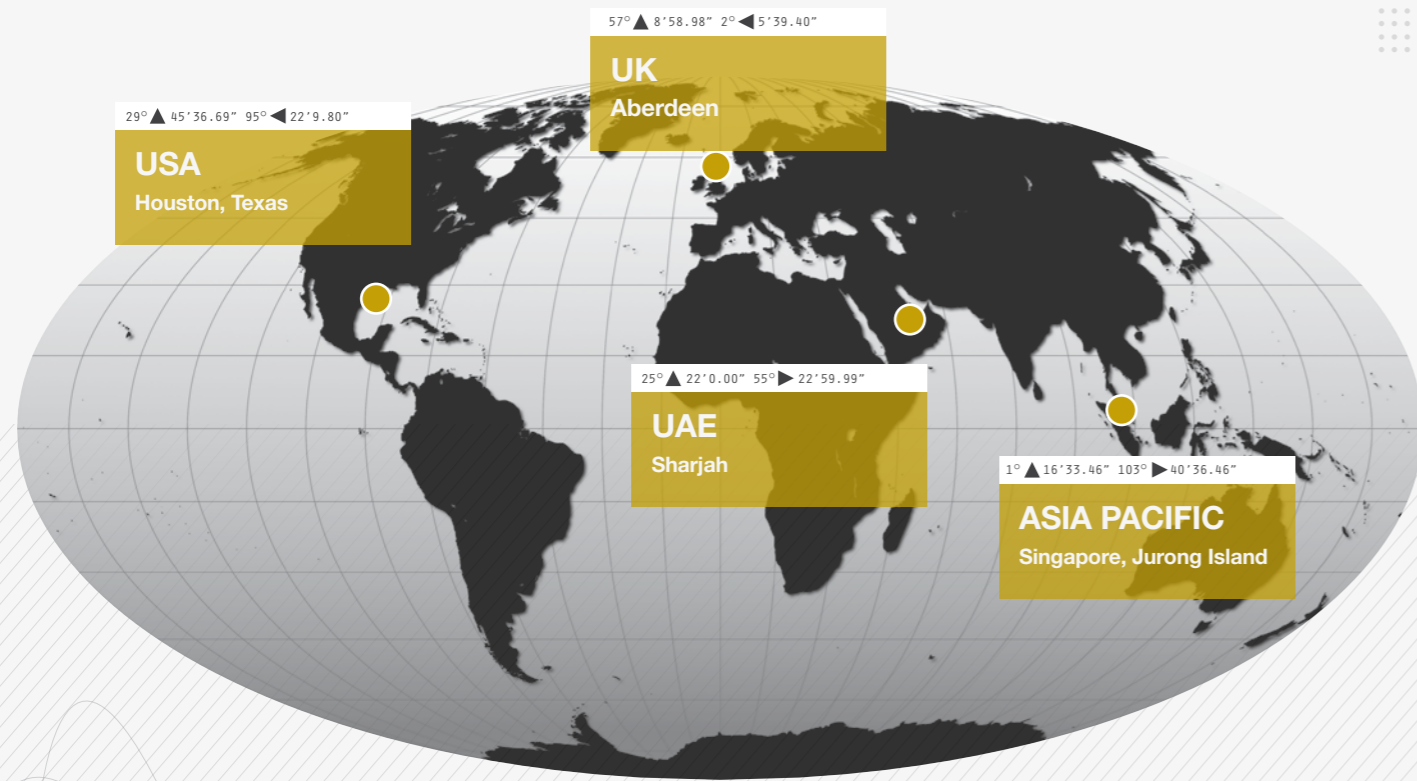 57° ▲ 8’58.98” 2° ◀ 5’39.40”
UK
Aberdeen
29° ▲ 45’36.69” 95° ◀ 22’9.80”
USA
Houston, Texas
25° ▲ 22’0.00” 55° ▶ 22’59.99”
UAE
Sharjah
1° ▲ 16’33.46” 103° ▶ 40’36.46”
ASIA PACIFIC
Singapore, Jurong Island